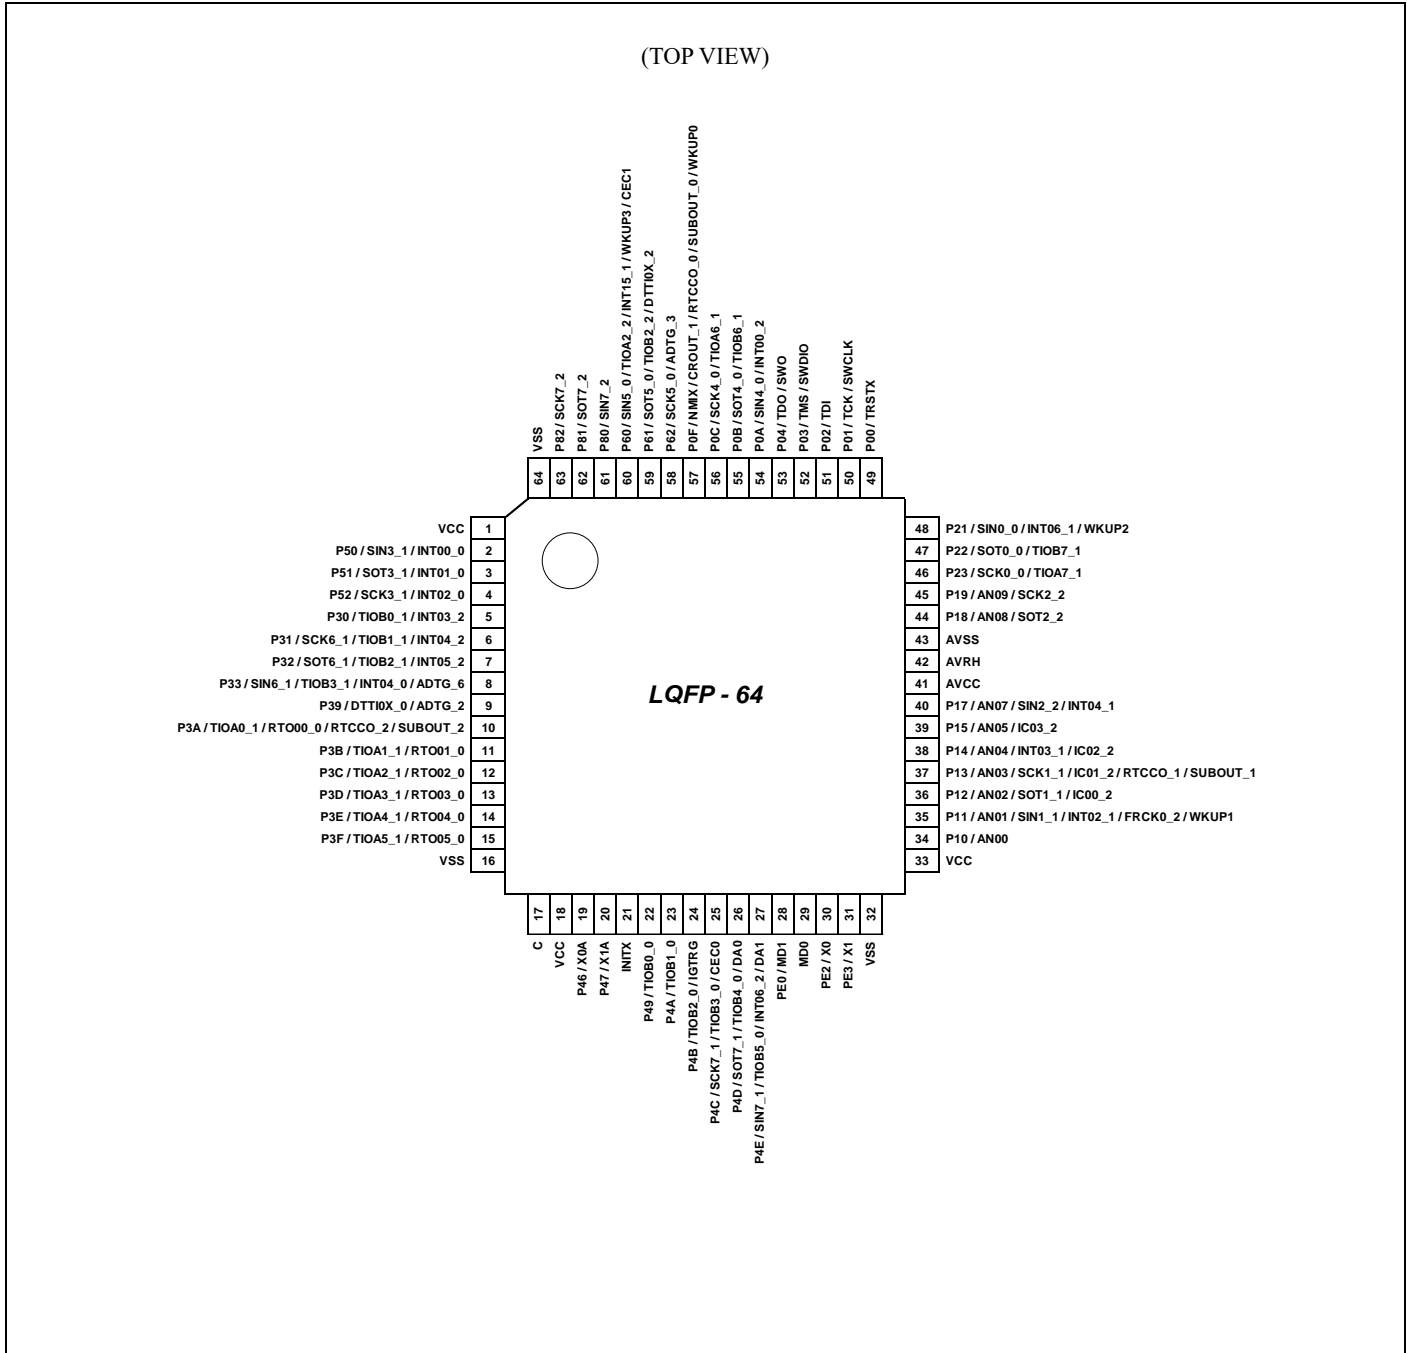 (TOP VIEW)
VSS
P82 / SCK7_2
P81 / SOT7_2
P80 / SIN7_2
P60 / SIN5_0 / TIOA2_2 / INT15_1 / WKUP3 / CEC1
P61 / SOT5_0 / TIOB2_2 / DTTI0X_2
P62 / SCK5_0 / ADTG_3
P0F / NMIX / CROUT_1 / RTCCO_0 / SUBOUT_0 / WKUP0
P0C / SCK4_0 / TIOA6_1
P0B / SOT4_0 / TIOB6_1
P0A / SIN4_0 / INT00_2
P04 / TDO / SWO
P03 / TMS / SWDIO
P02 / TDI
P01 / TCK / SWCLK
P00 / TRSTX
64
63
62
61
60
59
58
57
56
55
54
53
52
51
50
49
VCC 1
P50 / SIN3_1 / INT00_0 2
P51 / SOT3_1 / INT01_0 3
P52 / SCK3_1 / INT02_0 4
P30 / TIOB0_1 / INT03_2 5
P31 / SCK6_1 / TIOB1_1 / INT04_2 6
P32 / SOT6_1 / TIOB2_1 / INT05_2 7
P33 / SIN6_1 / TIOB3_1 / INT04_0 / ADTG_6 8
P39 / DTTI0X_0 / ADTG_2 9
P3A / TIOA0_1 / RTO00_0 / RTCCO_2 / SUBOUT_2 10
P3B / TIOA1_1 / RTO01_0 11
P3C / TIOA2_1 / RTO02_0 12
P3D / TIOA3_1 / RTO03_0 13
P3E / TIOA4_1 / RTO04_0 14
P3F / TIOA5_1 / RTO05_0 15
VSS 16
LQFP - 64
48 P21 / SIN0_0 / INT06_1 / WKUP2
47 P22 / SOT0_0 / TIOB7_1
46 P23 / SCK0_0 / TIOA7_1
45 P19 / AN09 / SCK2_2
44 P18 / AN08 / SOT2_2
43 AVSS
42 AVRH
41 AVCC
40 P17 / AN07 / SIN2_2 / INT04_1
39 P15 / AN05 / IC03_2
38 P14 / AN04 / INT03_1 / IC02_2
37 P13 / AN03 / SCK1_1 / IC01_2 / RTCCO_1 / SUBOUT_1
36 P12 / AN02 / SOT1_1 / IC00_2
35 P11 / AN01 / SIN1_1 / INT02_1 / FRCK0_2 / WKUP1
34 P10 / AN00
33 VCC
17
18
19
20
21
22
23
24
25
26
27
28
29
30
31
32
C
VCC
P46 / X0A
P47 / X1A
INITX
P49 / TIOB0_0
P4A / TIOB1_0
P4B / TIOB2_0 / IGTRG
P4C / SCK7_1 / TIOB3_0 / CEC0
P4D / SOT7_1 / TIOB4_0 / DA0
P4E / SIN7_1 / TIOB5_0 / INT06_2 / DA1
PE0 / MD1
MD0
PE2 / X0
PE3 / X1
VSS